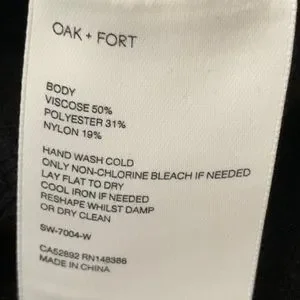 OAK + FORT
BODY
VISCOSE 50%
POLYESTER 31%
NYLON 19%
HAND WASH COLD
ONLY NON-CHLORINE BLEACH IF NEEDED
LAY FLAT TO DRY
COOL IRON IF NEEDED
RESHAPE WHILST DAMP
OR DRY CLEAN
SW-7004-W
CA52892 RN148386
MADE IN CHINA